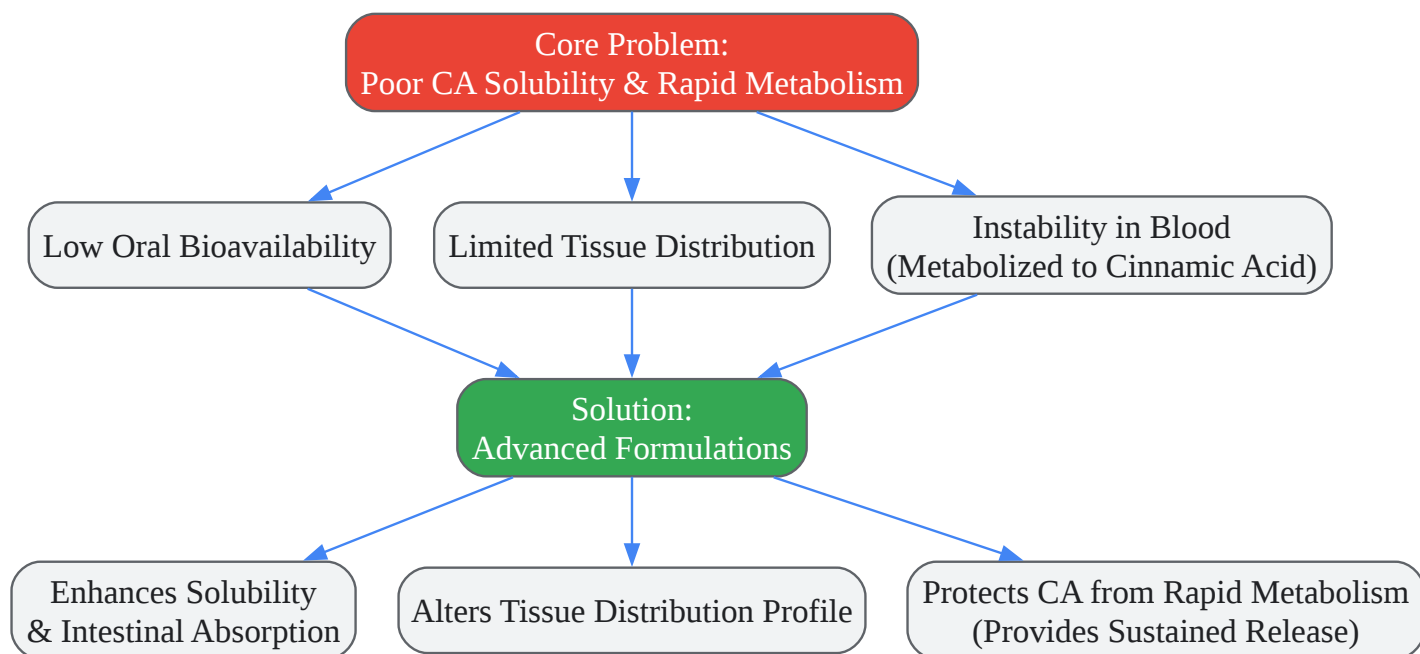 Core Problem:
Poor CA Solubility & Rapid Metabolism
Low Oral Bioavailability
Limited Tissue Distribution
Instability in Blood
(Metabolized to Cinnamic Acid)
Solution:
Advanced Formulations
Enhances Solubility
& Intestinal Absorption
Alters Tissue Distribution Profile
Protects CA from Rapid Metabolism
(Provides Sustained Release)